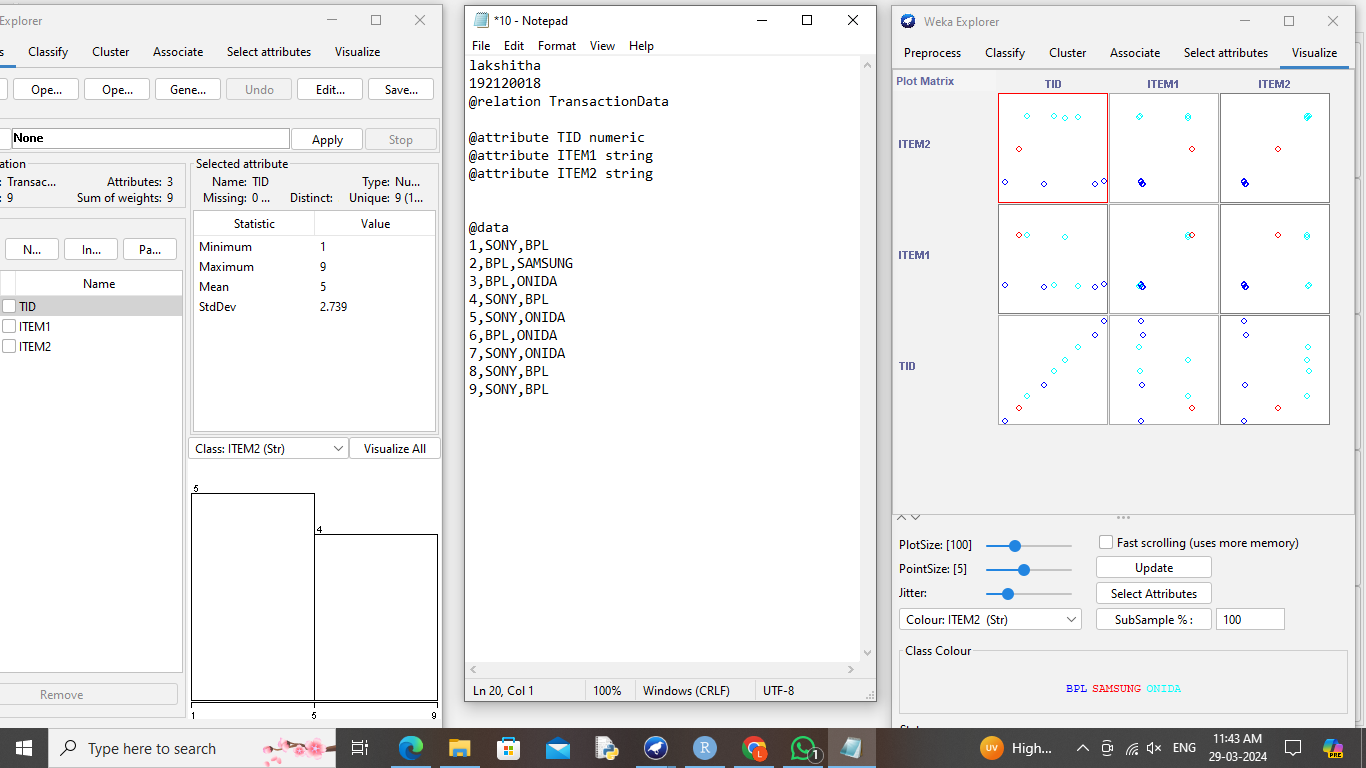 Explorer
s Classify Cluster Associate Select attributes Visualize
Ope... Ope... Gene... Undo Edit... Save...
None Apply Stop
ation
Transac... Attributes: 3
9 Sum of weights: 9
Selected attribute
Name: TID Type: Nu...
Missing: 0 ... Distinct: Unique: 9 (1...
Statistic Value
Minimum 1
Maximum 9
Mean 5
StdDev 2.739
N... In... Pa...
Name
TID
ITEM1
ITEM2
Class: ITEM2 (Str) Visualize All
5
4
1 5 9
Remove
*10 - Notepad
File Edit Format View Help
lakshitha
192120018
@relation TransactionData
@attribute TID numeric
@attribute ITEM1 string
@attribute ITEM2 string
@data
1,SONY,BPL
2,BPL,SAMSUNG
3,BPL,ONIDA
4,SONY,BPL
5,SONY,ONIDA
6,BPL,ONIDA
7,SONY,ONIDA
8,SONY,BPL
9,SONY,BPL
Ln 20, Col 1 100% Windows (CRLF) UTF-8
Weka Explorer
Preprocess Classify Cluster Associate Select attributes Visualize
Plot Matrix TID ITEM1 ITEM2
ITEM2
ITEM1
TID
PlotSize: [100] Fast scrolling (uses more memory)
PointSize: [5] Update
Jitter: Select Attributes
Colour: ITEM2 (Str) SubSample % : 100
Class Colour
BPL SAMSUNG ONIDA
Type here to search
1
UV High... ENG
11:43 AM
29-03-2024
PRE